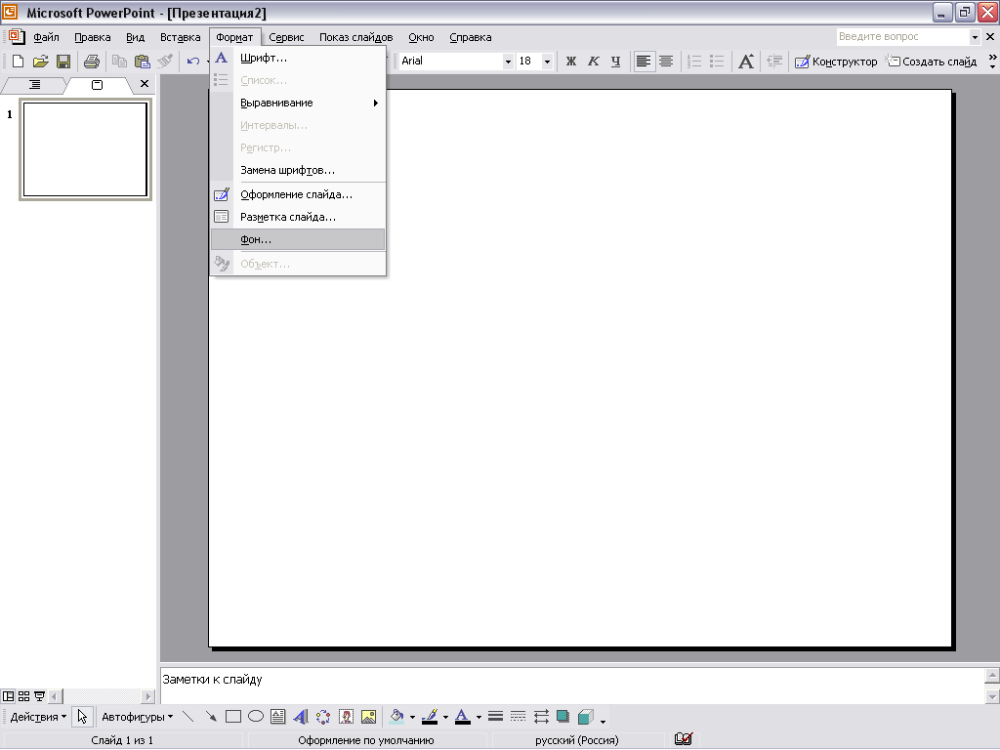 Microsoft PowerPoint - [Презентация2]
Файл Правка Вид Вставка Формат Сервис Показ слайдов Окно Справка Введите вопрос
Arial 18 Ж К Ч Конструктор Создать слайд
1
Шрифт...
Список...
Выравнивание
Интервалы...
Регистр...
Замена шрифтов...
Оформление слайда...
Разметка слайда...
Фон...
Объект...
Заметки к слайду
Действия Автофигуры
Слайд 1 из 1 Оформление по умолчанию русский (Россия)